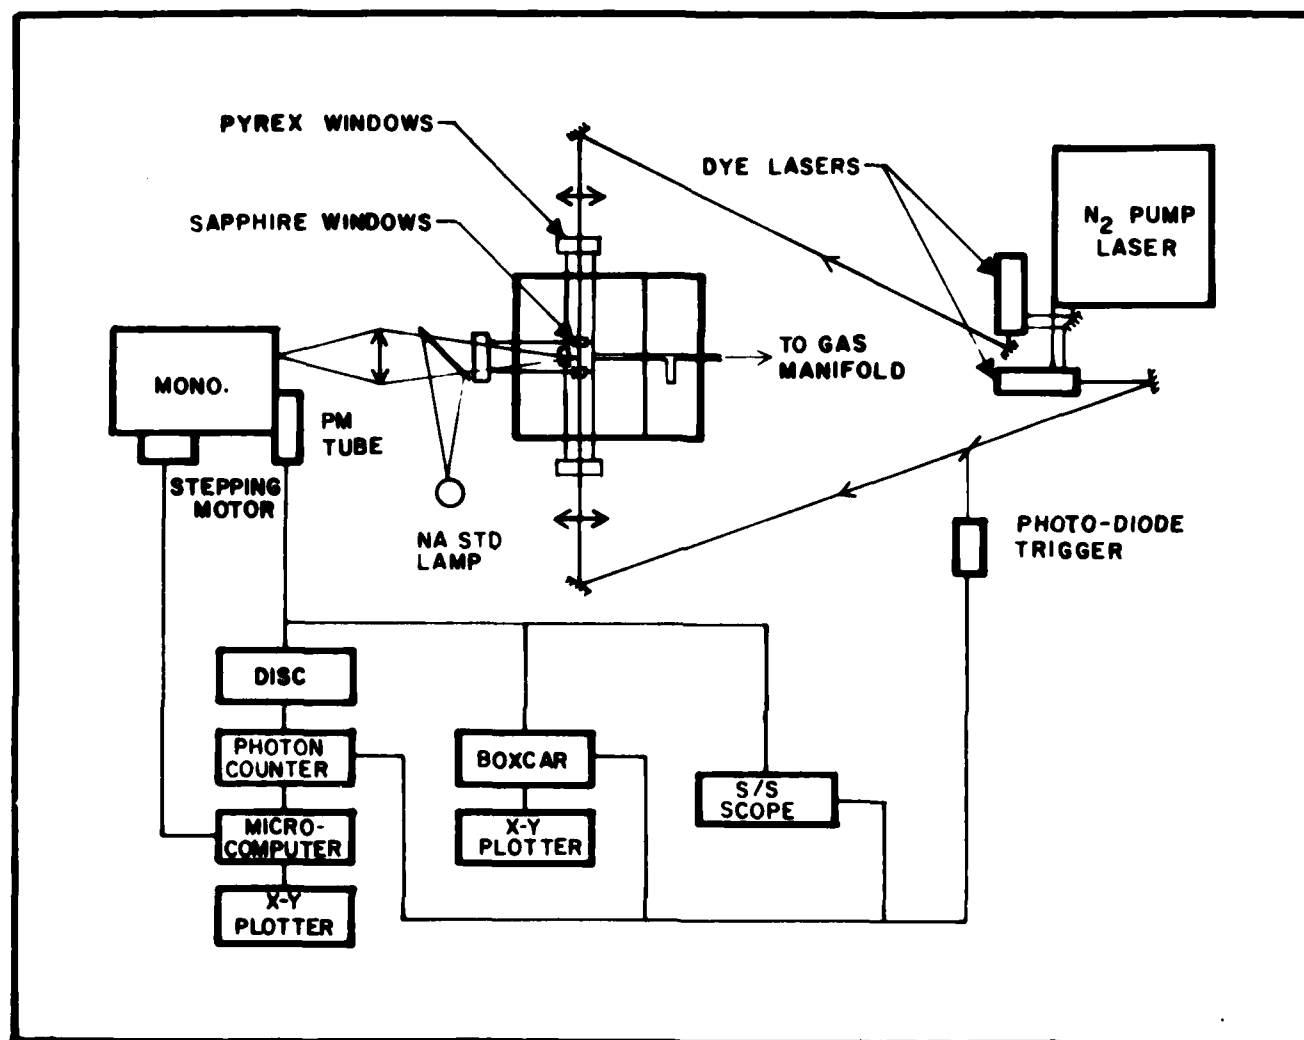 PYREX WINDOWS
DYE LASERS
N2 PUMP
LASER
SAPPHIRE WINDOWS
TO GAS
MANIFOLD
MONO.
PM
TUBE
STEPPING
MOTOR
NA STD
LAMP
PHOTO-DIODE
TRIGGER
DISC
PHOTON
COUNTER
BOXCAR
S/S
SCOPE
MICRO-
COMPUTER
X-Y
PLOTTER
X-Y
PLOTTER